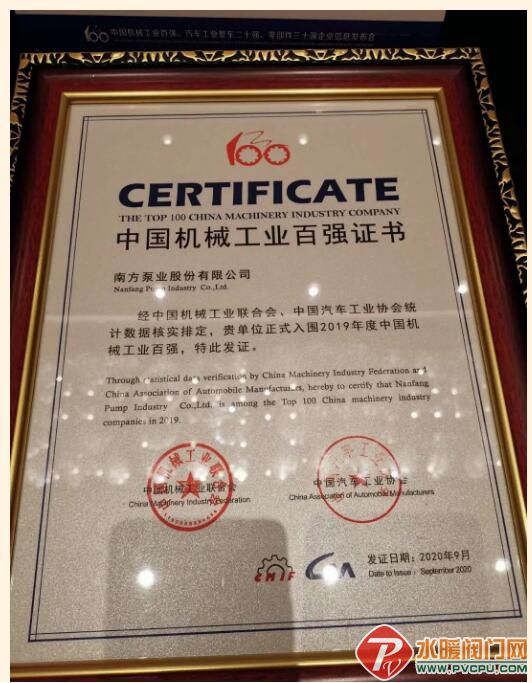 中国机械工业百强、汽车工业整车二十强、零部件三十强企业信息发布会
CERTIFICATE
THE TOP 100 CHINA MACHINERY INDUSTRY COMPANY
中国机械工业百强证书
南方泵业股份有限公司
Nanfang Pump Industry Co.,Ltd.
经中国机械工业联合会、中国汽车工业协会统
计数据核实排定，贵单位正式入围2019年度中国机
械工业百强，特此发证。
Through statistical data verification by China Machinery Industry Federation and
China Association of Automobile Manufacturers, hereby to certify that Nanfang
Pump Industry Co.,Ltd. is among the Top 100 China machinery industry
companies in 2019.
中国机械工业联合会
China Machinery Industry Federation
中国汽车工业协会
China Association of Automobile Manufacturers
CMIF
发证日期：2020年9月
Date to Issue: September 2020
水暖阀门网
WWW.PVCPU.COM